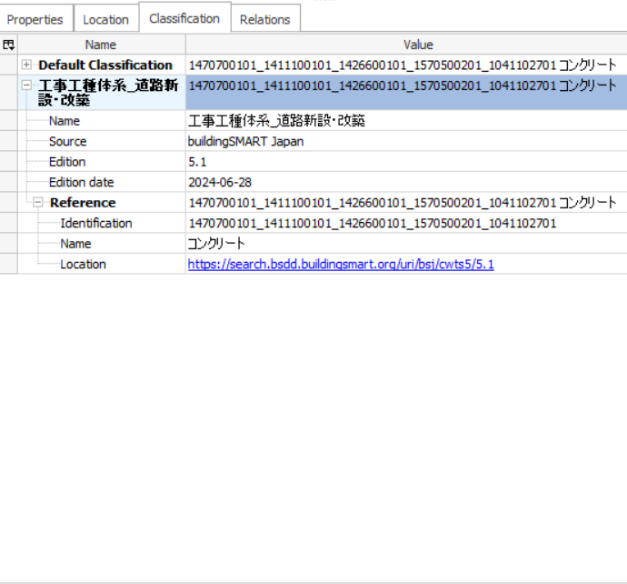 Properties Location Classification Relations
Name Value
Default Classification 1470700101_1411100101_1426600101_1570500201_1041102701 コンクリート
工事工種体系_道路新設・改築 1470700101_1411100101_1426600101_1570500201_1041102701 コンクリート
Name 工事工種体系_道路新設・改築
Source buildingSMART Japan
Edition 5.1
Edition date 2024-06-28
Reference 1470700101_1411100101_1426600101_1570500201_1041102701 コンクリート
Identification 1470700101_1411100101_1426600101_1570500201_1041102701
Name コンクリート
Location https://search.bsdd.buildingsmart.org/uri/bsj/cwts5/5.1